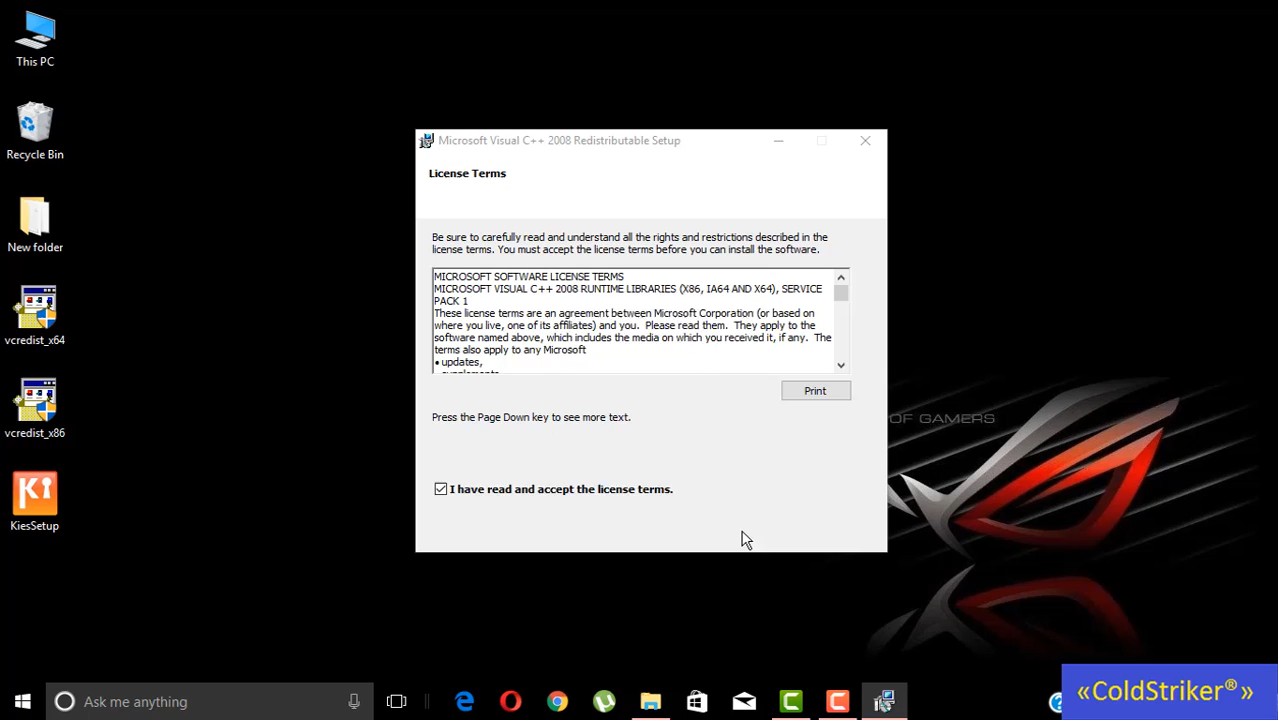 This PC
Recycle Bin
New folder
vcredist_x64
vcredist_x86
KiesSetup
Microsoft Visual C++ 2008 Redistributable Setup
License Terms
Be sure to carefully read and understand all the rights and restrictions described in the
license terms. You must accept the license terms before you can install the software.
MICROSOFT SOFTWARE LICENSE TERMS
MICROSOFT VISUAL C++ 2008 RUNTIME LIBRARIES (X86, IA64 AND X64), SERVICE
PACK 1
These license terms are an agreement between Microsoft Corporation (or based on
where you live, one of its affiliates) and you.  Please read them.  They apply to the
software named above, which includes the media on which you received it, if any.  The
terms also apply to any Microsoft
• updates,
Print
Press the Page Down key to see more text.
I have read and accept the license terms.
OF GAMERS
Ask me anything
«ColdStriker®»